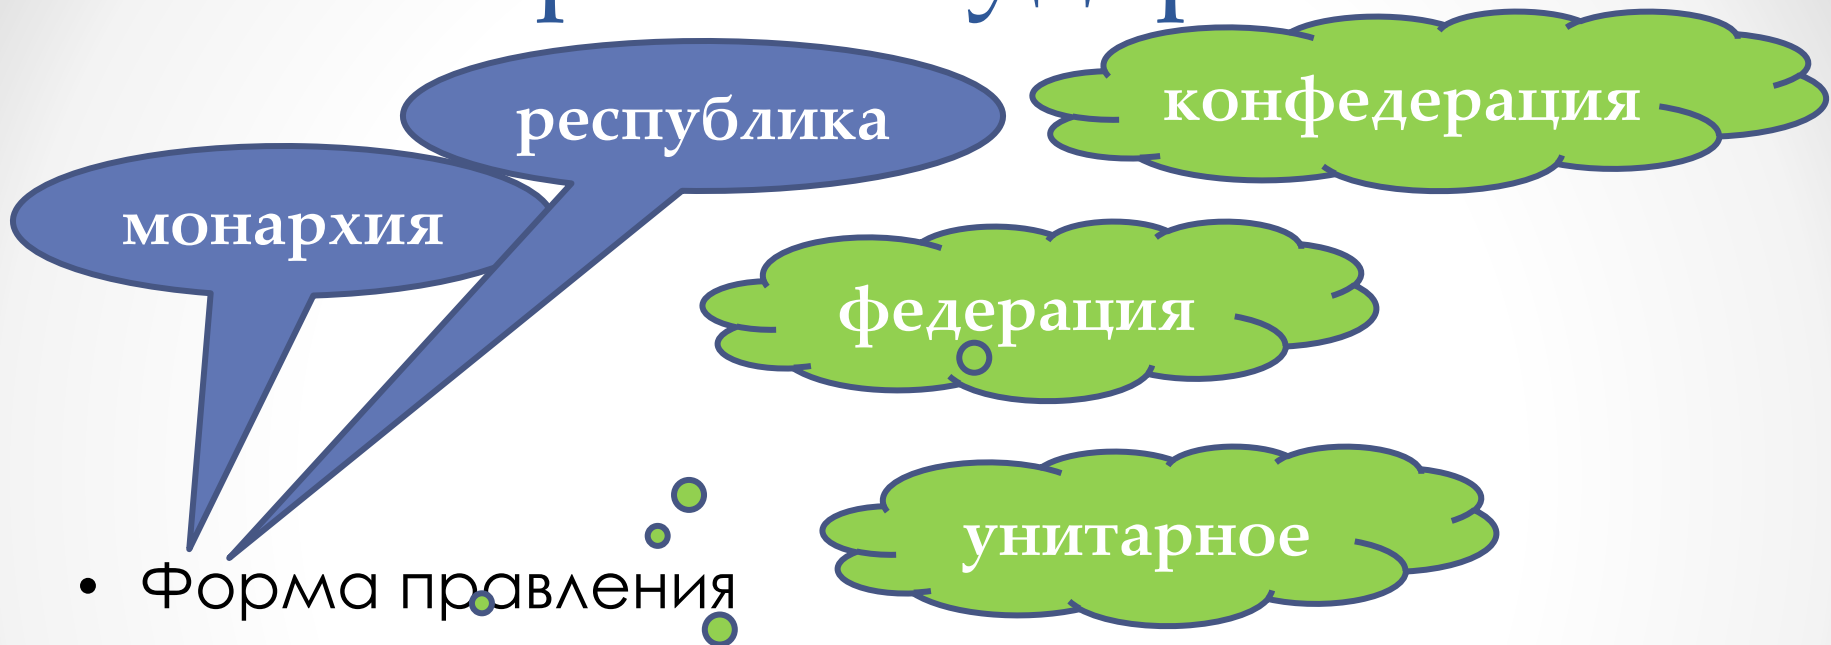 республика
конфедерация
монархия
федерация
унитарное
• Форма правления